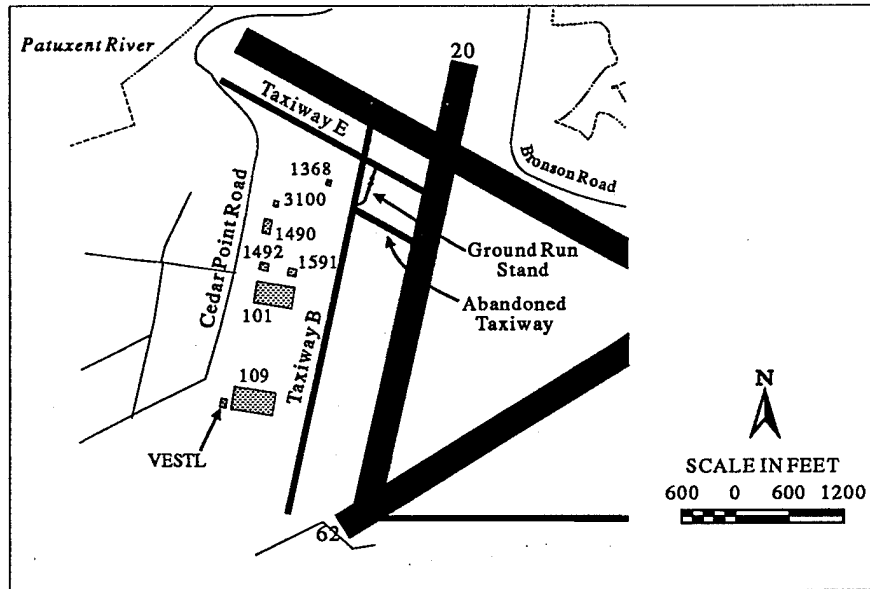 Patuxent River
20
Taxiway E
Bronson Road
1368
3100
Cedar Point Road
1490
1492
1591
Ground Run
Stand
101
Abandoned
Taxiway
Taxiway B
109
VESTL
62
N
SCALE IN FEET
600 0 600 1200